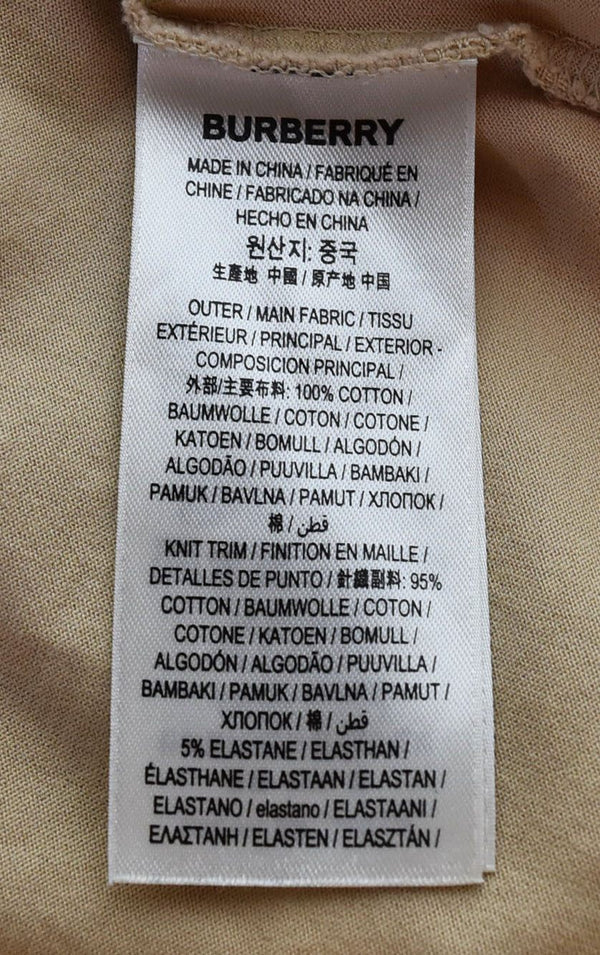 BURBERRY
MADE IN CHINA / FABRIQUÉ EN
CHINE / FABRICADO NA CHINA /
HECHO EN CHINA
원산지: 중국
生產地 中國 / 原产地 中国
OUTER / MAIN FABRIC / TISSU
EXTÉRIEUR / PRINCIPAL / EXTERIOR -
COMPOSICION PRINCIPAL /
外部/主要布料: 100% COTTON /
BAUMWOLLE / COTON / COTONE /
KATOEN / BOMULL / ALGODÓN /
ALGODÃO / PUUVILLA / BAMBAKI /
PAMUK / BAVLNA / PAMUT / ХЛОПОК /
棉 / قطن /
KNIT TRIM / FINITION EN MAILLE /
DETALLES DE PUNTO / 針織副料: 95%
COTTON / BAUMWOLLE / COTON /
COTONE / KATOEN / BOMULL /
ALGODÓN / ALGODÃO / PUUVILLA /
BAMBAKI / PAMUK / BAVLNA / PAMUT /
ХЛОПОК / 棉 / قطن /
5% ELASTANE / ELASTHAN /
ÉLASTHANE / ELASTAAN / ELASTAN /
ELASTANO / elastano / ELASTAANI /
ΕΛΑΣΤΑΝΗ / ELASTEN / ELASZTÁN /